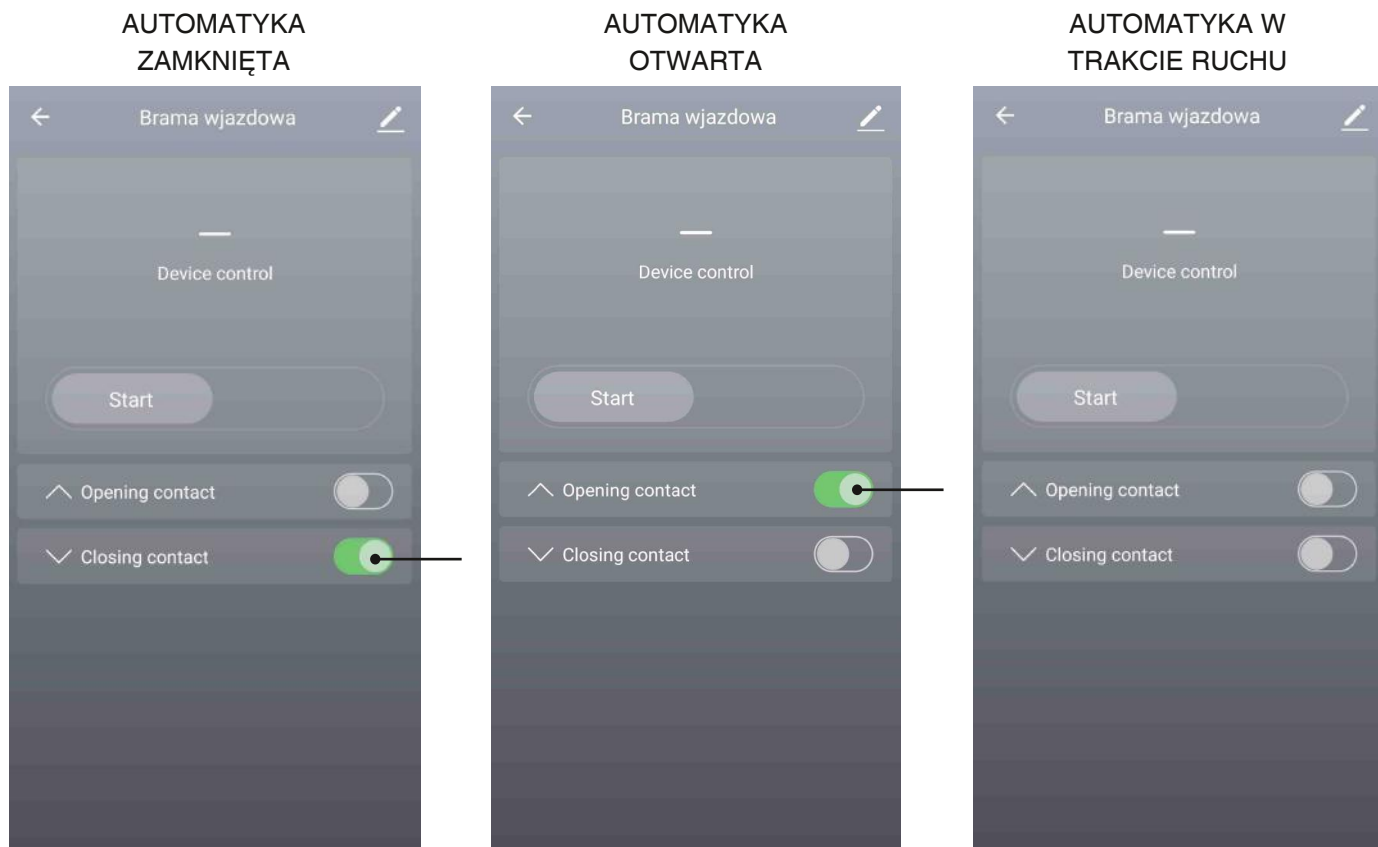 AUTOMATYKA
ZAMKNIĘTA
Brama wjazdowa
Device control
Start
Opening contact
Closing contact
AUTOMATYKA
OTWARTA
Brama wjazdowa
Device control
Start
Opening contact
Closing contact
AUTOMATYKA W
TRAKCIE RUCHU
Brama wjazdowa
Device control
Start
Opening contact
Closing contact